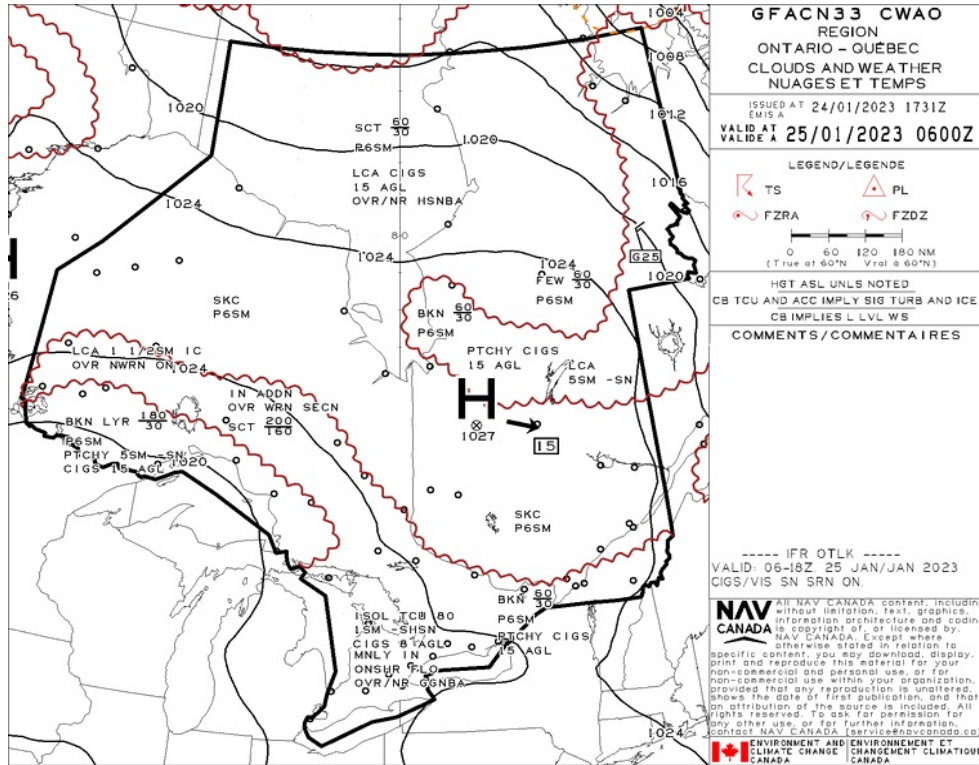 GFACN33 CWAO
REGION
ONTARIO - QUÉBEC
CLOUDS AND WEATHER
NUAGES ET TEMPS
ISSUED AT 24/01/2023 1731Z
ÉMIS A
VALID AT 25/01/2023 0600Z
VALIDE A
LEGEND/LÉGENDE
TS
PL
FZRA
FZDZ
0 60 120 180 NM
(True at 60°N Vrai à 60°N)
HGT ASL UNLS NOTED
CB TCU AND ACC IMPLY SIG TURB AND ICE
CB IMPLIES L LVL WS
COMMENTS/COMMENTAIRES
----- IFR OTLK -----
VALID: 06-18Z. 25 JAN/JAN 2023
CIGS/VIS SN SRN ON.
NAV CANADA
All NAV CANADA content, includin
without limitation, text, graphics,
information architecture and codin
is copyright of, or licensed by,
NAV CANADA. Except where
otherwise stated in relation to
specific content, you may download, display,
print and reproduce this material for your
non-commercial and personal use, or for
non-commercial use within your organization,
provided that any reproduction is unaltered,
shows the date of first publication, and that
an attribution of the source is included. All
rights reserved. To ask for permission for
any other use, or for further information,
contact NAV CANADA [service@navcanada.ca
ENVIRONMENT AND
CLIMATE CHANGE
CANADA
ENVIRONNEMENT ET
CHANGEMENT CLIMATIQUE
CANADA
1004
1008
1012
1016
1020
1020
1020
SCT 60
30
P6SM
LCA CIGS
15 AGL
OVR/NR HSNBA
80
1024
1024
1024
G25
H
26
SKC
P6SM
FEW 60
30
P6SM
BKN 60
30
P6SM
PTCHY CIGS
15 AGL
LCA
5SM -SN
H
1027
15
LCA 1 1/2SM IC
OVR NWRN ON
1024
IN ADDN
OVR WRN SECN
SCT 200
160
BKN LYR 180
30
P6SM
PTCHY 5SM -SN
CIGS 15 AGL
1020
SKC
P6SM
BKN 60
30
P6SM
PTCHY CIGS
15 AGL
ISOL TCU 80
1SM -SHSN
CIGS 8 AGL
MNLY IN
ONSHR FLO
OVR/NR GGNBA
1024